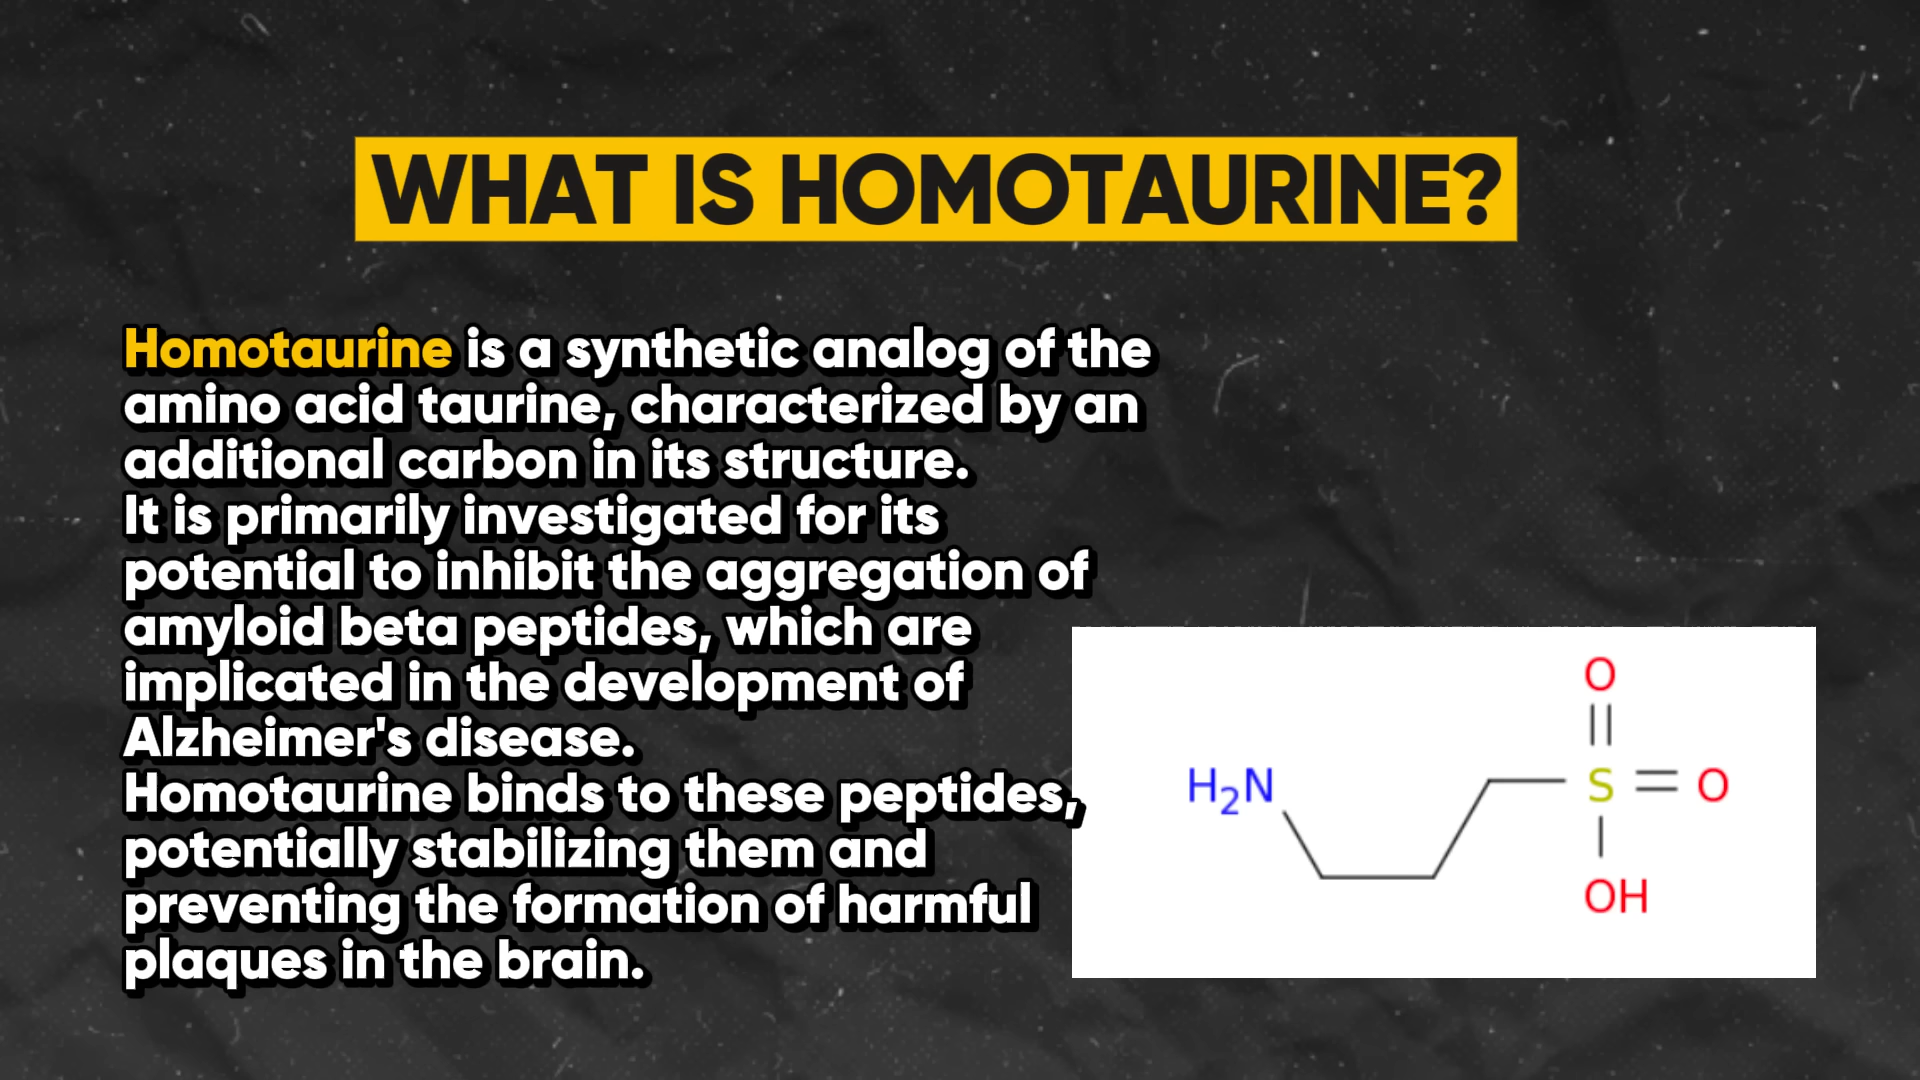 WHAT IS HOMOTAURINE?
Homotaurine is a synthetic analog of the
amino acid taurine, characterized by an
additional carbon in its structure.
It is primarily investigated for its
potential to inhibit the aggregation of
amyloid beta peptides, which are
implicated in the development of
Alzheimer's disease.
Homotaurine binds to these peptides,
potentially stabilizing them and
preventing the formation of harmful
plaques in the brain.
O
H₂N
S
O
OH